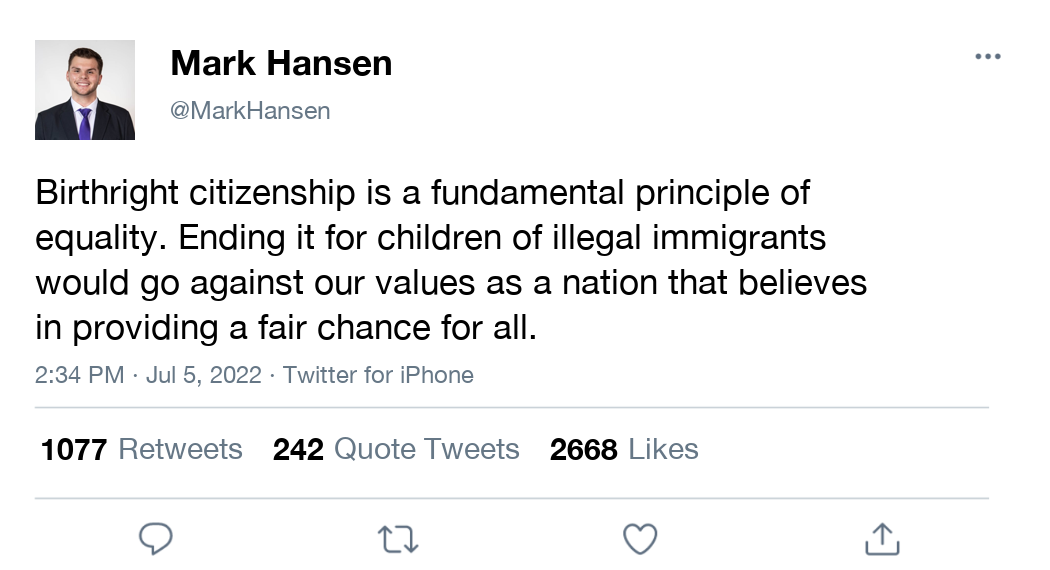 Mark Hansen
@MarkHansen
Birthright citizenship is a fundamental principle of
equality. Ending it for children of illegal immigrants
would go against our values as a nation that believes
in providing a fair chance for all.
2:34 PM · Jul 5, 2022 · Twitter for iPhone
1077 Retweets 242 Quote Tweets 2668 Likes